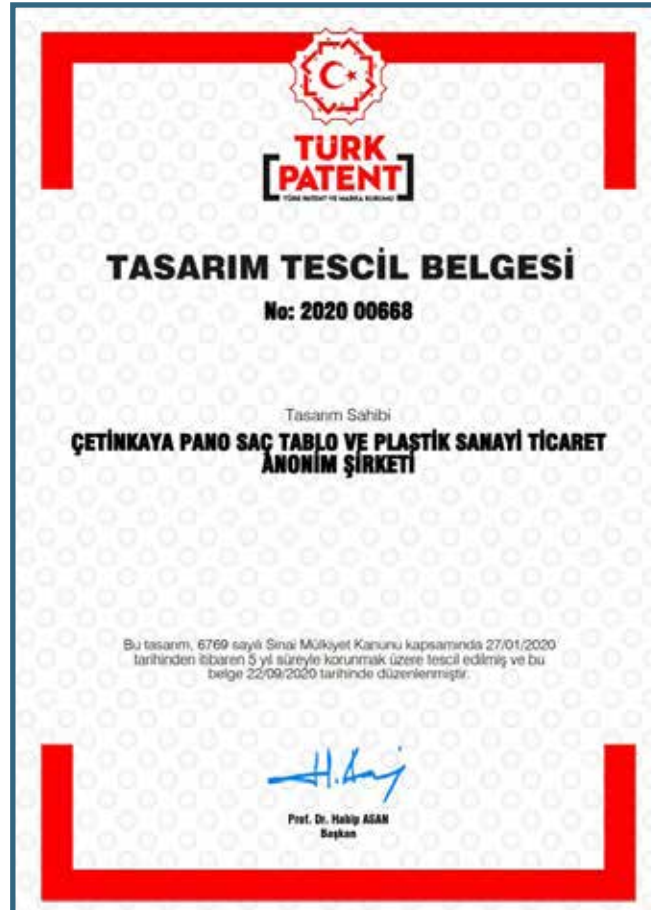 TÜRK
PATENT
TÜRK PATENT VE MARKA KURUMU
TASARIM TESCİL BELGESİ
No: 2020 00668
Tasarım Sahibi
ÇETİNKAYA PANO SAÇ TABLO VE PLASTİK SANAYİ TİCARET
ANONİM ŞİRKETİ
Bu tasarım, 6769 sayılı Sınai Mülkiyet Kanunu kapsamında 27/01/2020
tarihinden itibaren 5 yıl süreyle korunmak üzere tescil edilmiş ve bu
belge 22/09/2020 tarihinde düzenlenmiştir.
H.Asan
Prof. Dr. Habip ASAN
Başkan